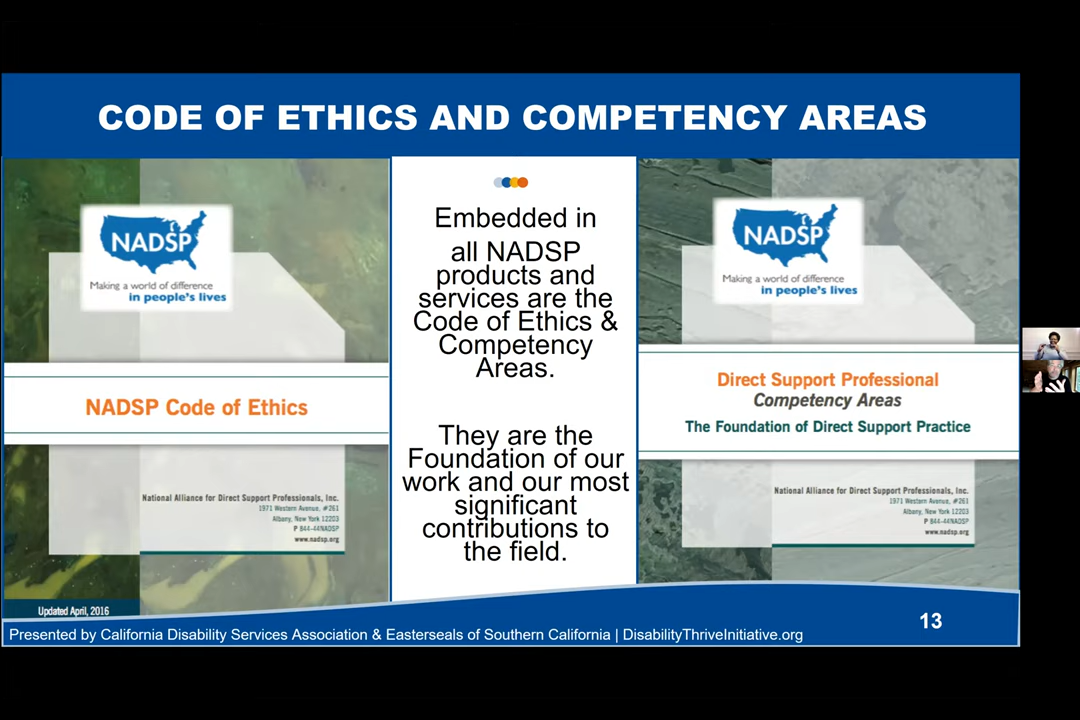 CODE OF ETHICS AND COMPETENCY AREAS
NADSP
Making a world of difference
in people's lives
NADSP Code of Ethics
National Alliance for Direct Support Professionals, Inc.
1971 Western Avenue, #261
Albany, New York 12203
P 844-44NADSP
www.nadsp.org
Updated April, 2016
Embedded in
all NADSP
products and
services are the
Code of Ethics &
Competency
Areas.
They are the
Foundation of our
work and our most
significant
contributions to
the field.
NADSP
Making a world of difference
in people's lives
Direct Support Professional
Competency Areas
The Foundation of Direct Support Practice
National Alliance for Direct Support Professionals, Inc.
1971 Western Avenue, #261
Albany, New York 12203
P 844-44NADSP
www.nadsp.org
13
Presented by California Disability Services Association & Easterseals of Southern California | DisabilityThriveInitiative.org